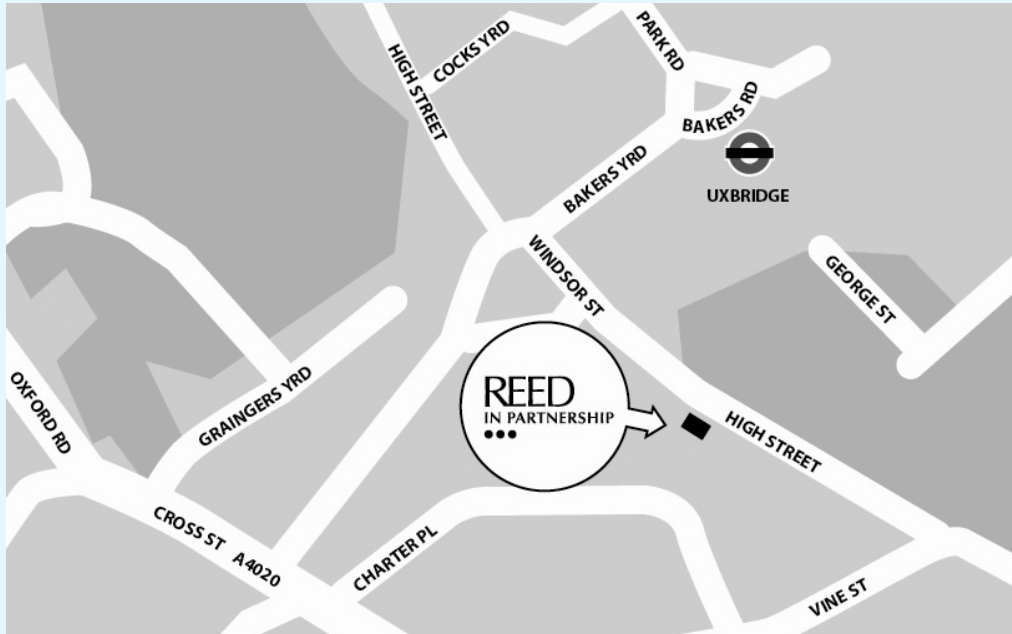 HIGH STREET
COCKS YRD
PARK RD
BAKERS RD
BAKERS YRD
UXBRIDGE
WINDSOR ST
GEORGE ST
REED
IN PARTNERSHIP
GRAINGERS YRD
OXFORD RD
HIGH STREET
CROSS ST A4020
CHARTER PL
VINE ST